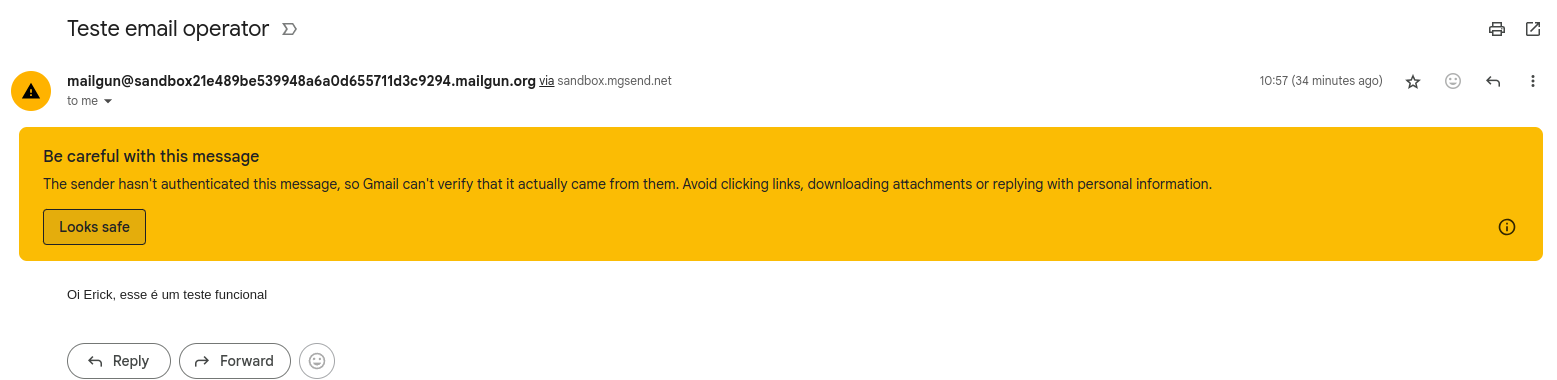 Teste email operator
mailgun@sandbox21e489be539948a6a0d655711d3c9294.mailgun.org via sandbox.mgsend.net
10:57 (34 minutes ago)
to me
Be careful with this message
The sender hasn't authenticated this message, so Gmail can't verify that it actually came from them. Avoid clicking links, downloading attachments or replying with personal information.
Looks safe
Oi Erick, esse é um teste funcional
Reply
Forward